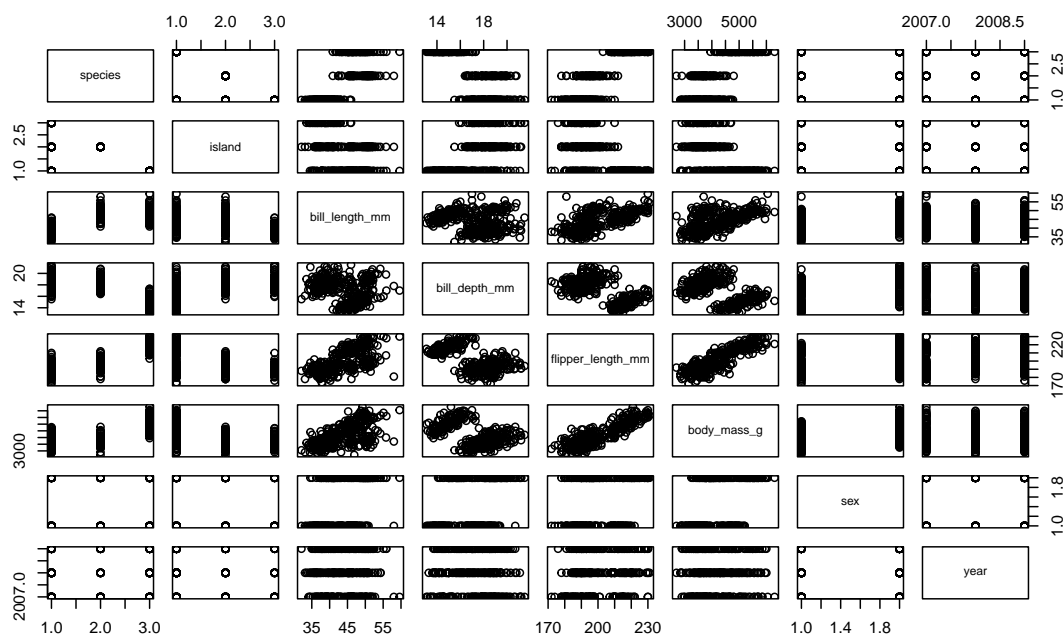 1.0 2.0 3.0 14 18 3000 5000 2007.0 2008.5
species 1.0 2.5
1.0 2.5 island
bill_length_mm 35 55
14 20 bill_depth_mm
flipper_length_mm 170 220
3000 body_mass_g
sex 1.0 1.8
2007.0 year
1.0 2.0 3.0 35 45 55 170 200 230 1.0 1.4 1.8